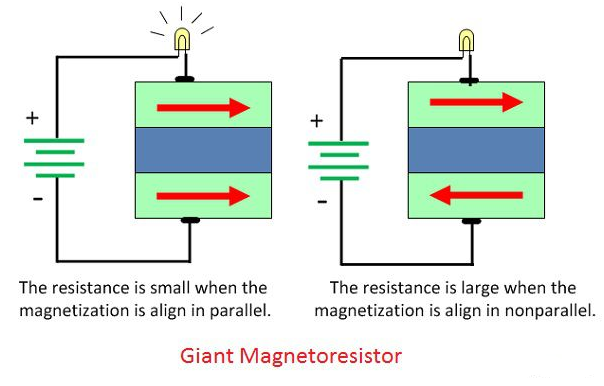 +
-
+
-
The resistance is small when the
magnetization is align in parallel.
The resistance is large when the
magnetization is align in nonparallel.
Giant Magnetoresistor